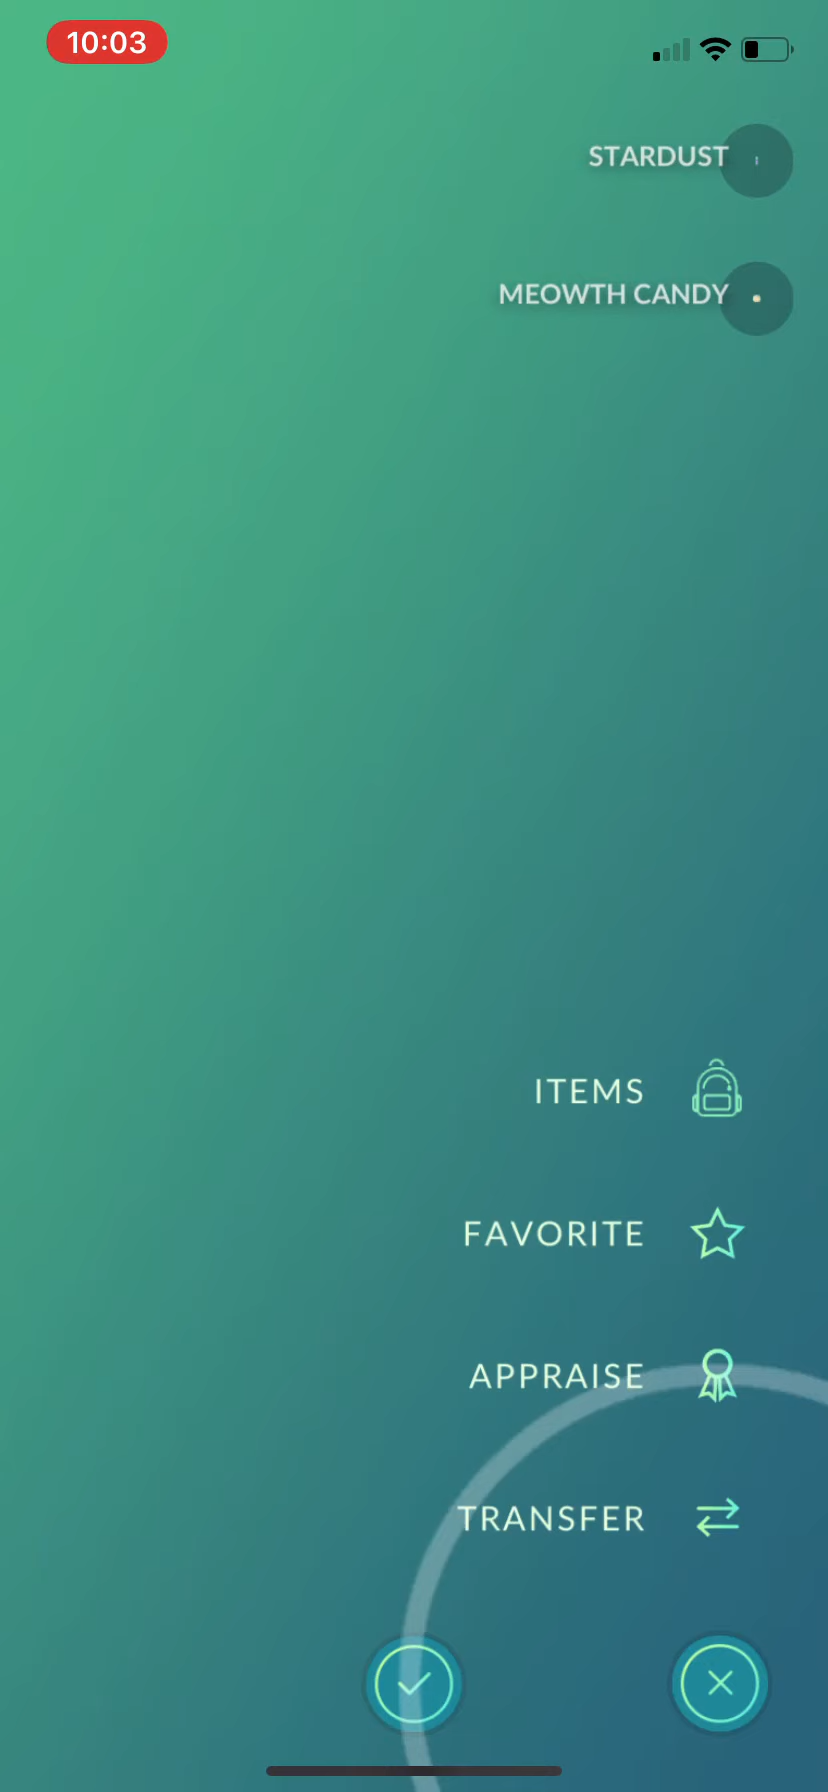 10:03
STARDUST
MEOWTH CANDY
ITEMS
FAVORITE
APPRAISE
TRANSFER